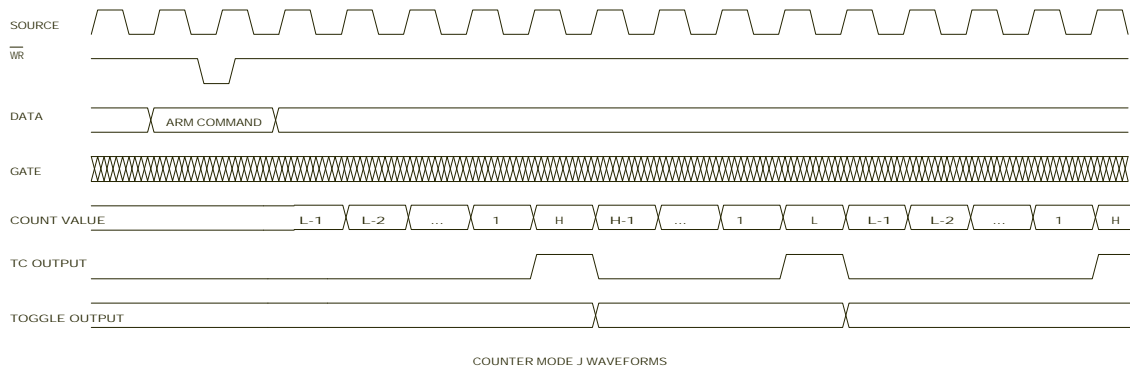 SOURCE
WR
DATA
ARM COMMAND
GATE
COUNT VALUE L-1 L-2 ... 1 H H-1 ... 1 L L-1 L-2 ... 1 H
TC OUTPUT
TOGGLE OUTPUT
COUNTER MODE J WAVEFORMS